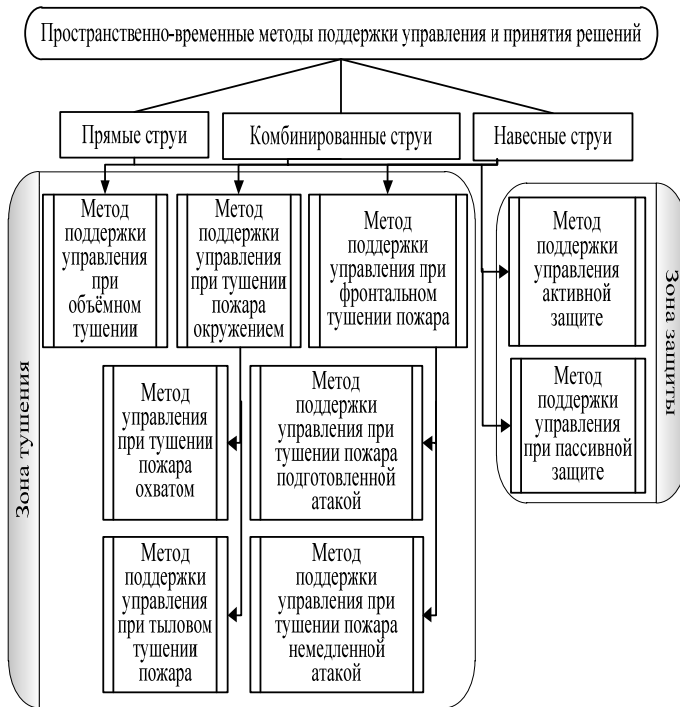 Пространственно-временные методы поддержки управления и принятия решений
Прямые струи
Комбинированные струи
Навесные струи
Зона тушения
Метод
поддержки
управления
при
объёмном
тушении
Метод
поддержки
управления
при тушении
пожара
окружением
Метод
поддержки
управления при
фронтальном
тушении пожара
Метод
управления
при тушении
пожара
охватом
Метод
поддержки
управления при
тушении пожара
подготовленной
атакой
Метод
поддержки
управления
при тыловом
тушении
пожара
Метод
поддержки
управления при
тушении пожара
немедленной
атакой
Метод
поддержки
управления
активной
защите
Метод
поддержки
управления
при пассивной
защите
Зона защиты